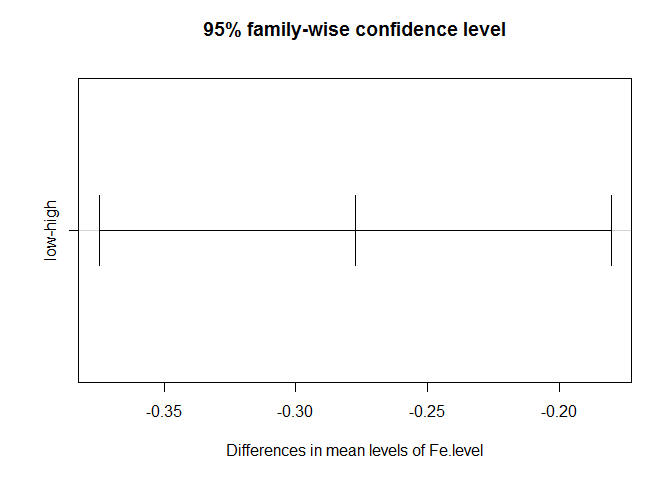 95% family-wise confidence level
low-high
-0.35
-0.30
-0.25
-0.20
Differences in mean levels of Fe.level